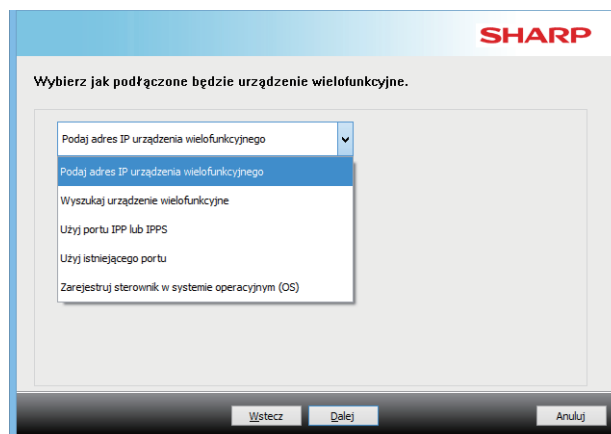 SHARP
Wybierz jak podłączone będzie urządzenie wielofunkcyjne.
Podaj adres IP urządzenia wielofunkcyjnego
Podaj adres IP urządzenia wielofunkcyjnego
Wyszukaj urządzenie wielofunkcyjne
Użyj portu IPP lub IPPS
Użyj istniejącego portu
Zarejestruj sterownik w systemie operacyjnym (OS)
Wstecz Dalej Anuluj